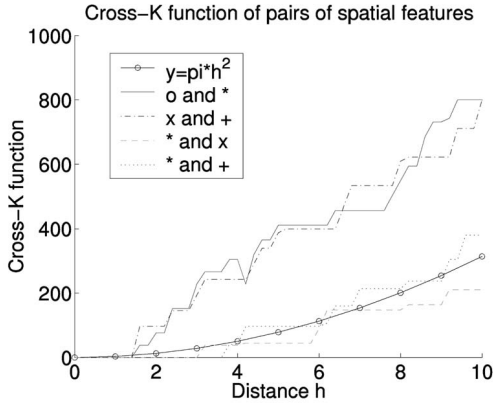 Cross-K function of pairs of spatial features
1000
800
600
400
200
0
Cross-K function
y=pi*h²
o and *
x and +
* and x
* and +
0 2 4 6 8 10
Distance h